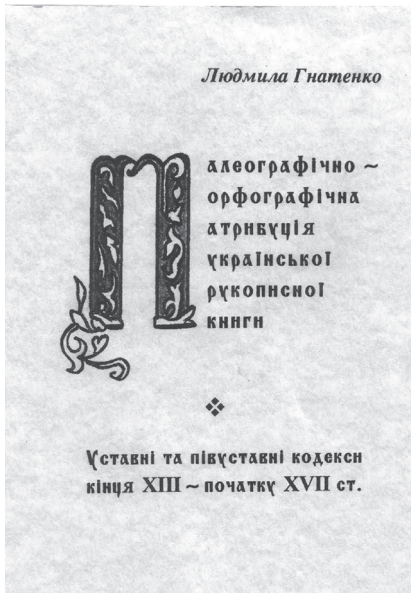 Людмила Гнатенко
Палеографічно ~
орфографічна
атрибуція
української
рукописної
книги
Уставні та півуставні кодекси
кінця XIII ~ початку XVII ст.